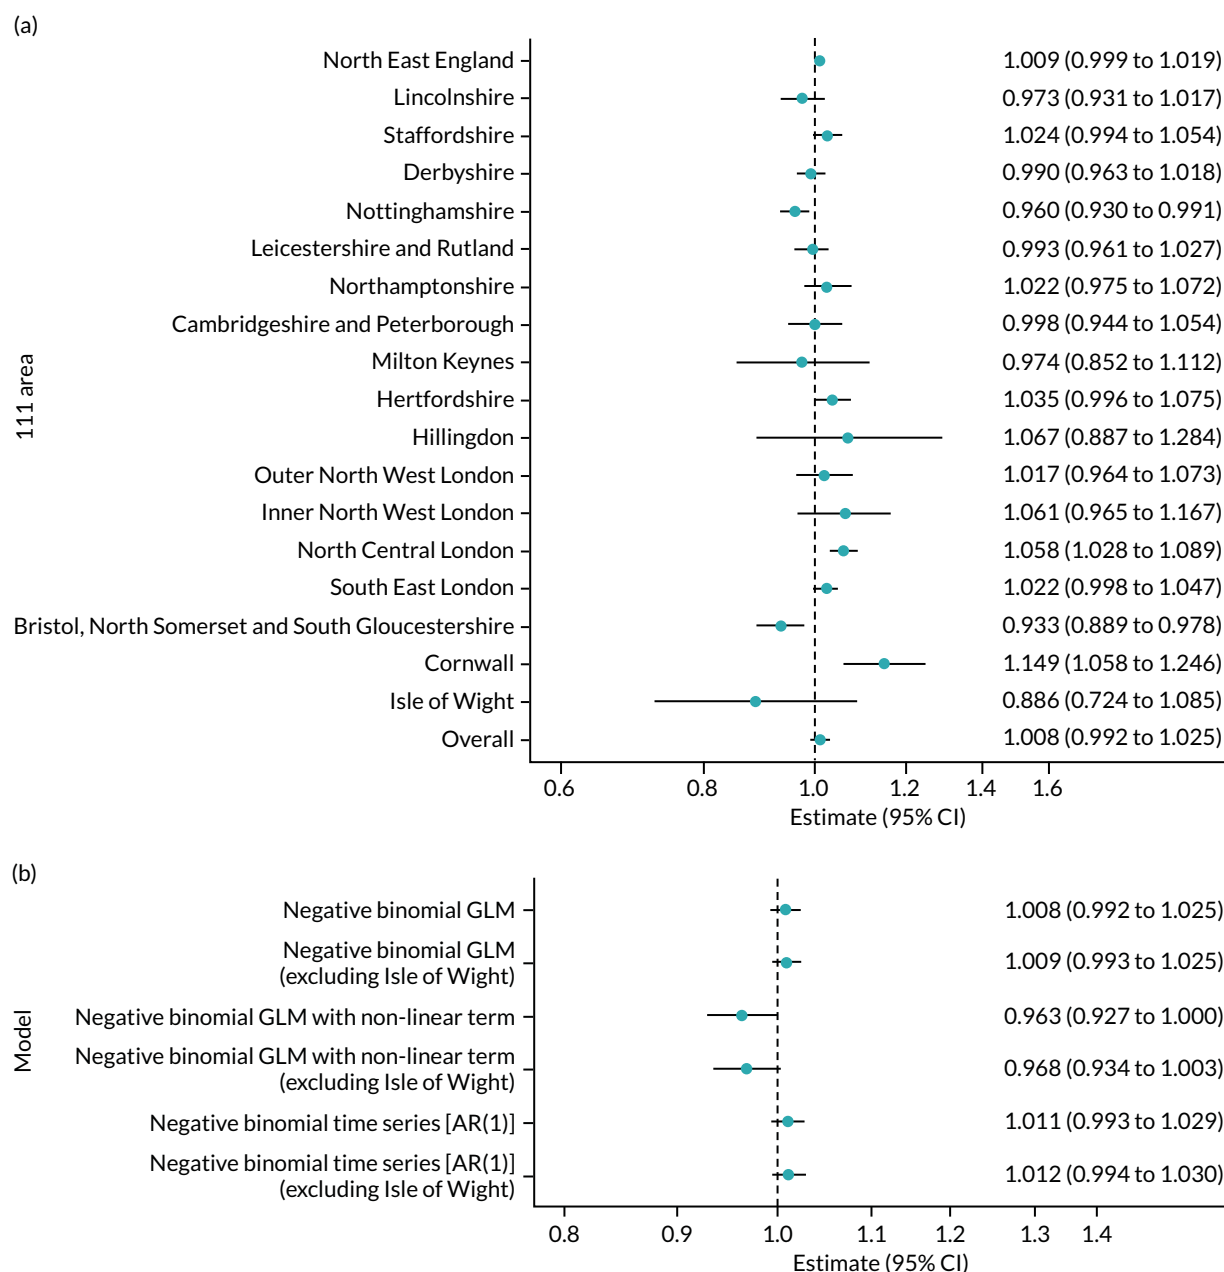 (a)
111 area
North East England 1.009 (0.999 to 1.019)
Lincolnshire 0.973 (0.931 to 1.017)
Staffordshire 1.024 (0.994 to 1.054)
Derbyshire 0.990 (0.963 to 1.018)
Nottinghamshire 0.960 (0.930 to 0.991)
Leicestershire and Rutland 0.993 (0.961 to 1.027)
Northamptonshire 1.022 (0.975 to 1.072)
Cambridgeshire and Peterborough 0.998 (0.944 to 1.054)
Milton Keynes 0.974 (0.852 to 1.112)
Hertfordshire 1.035 (0.996 to 1.075)
Hillingdon 1.067 (0.887 to 1.284)
Outer North West London 1.017 (0.964 to 1.073)
Inner North West London 1.061 (0.965 to 1.167)
North Central London 1.058 (1.028 to 1.089)
South East London 1.022 (0.998 to 1.047)
Bristol, North Somerset and South Gloucestershire 0.933 (0.889 to 0.978)
Cornwall 1.149 (1.058 to 1.246)
Isle of Wight 0.886 (0.724 to 1.085)
Overall 1.008 (0.992 to 1.025)
0.6 0.8 1.0 1.2 1.4 1.6
Estimate (95% CI)
(b)
Model
Negative binomial GLM 1.008 (0.992 to 1.025)
Negative binomial GLM
(excluding Isle of Wight) 1.009 (0.993 to 1.025)
Negative binomial GLM with non-linear term 0.963 (0.927 to 1.000)
Negative binomial GLM with non-linear term
(excluding Isle of Wight) 0.968 (0.934 to 1.003)
Negative binomial time series [AR(1)] 1.011 (0.993 to 1.029)
Negative binomial time series [AR(1)]
(excluding Isle of Wight) 1.012 (0.994 to 1.030)
0.8 0.9 1.0 1.1 1.2 1.3 1.4
Estimate (95% CI)